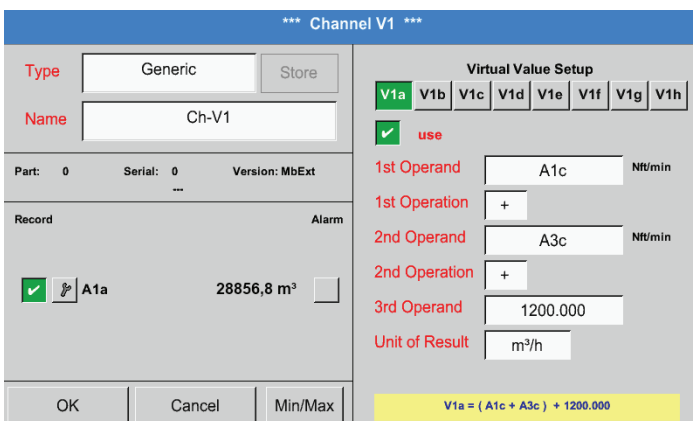 *** Channel V1 ***
Type Generic Store
Name Ch-V1
Part: 0 Serial: 0 Version: MbExt
---
Record Alarm
A1a 28856,8 m³
OK Cancel Min/Max
Virtual Value Setup
V1a V1b V1c V1d V1e V1f V1g V1h
use
1st Operand A1c Nft/min
1st Operation +
2nd Operand A3c Nft/min
2nd Operation +
3rd Operand 1200.000
Unit of Result m³/h
V1a = ( A1c + A3c ) + 1200.000